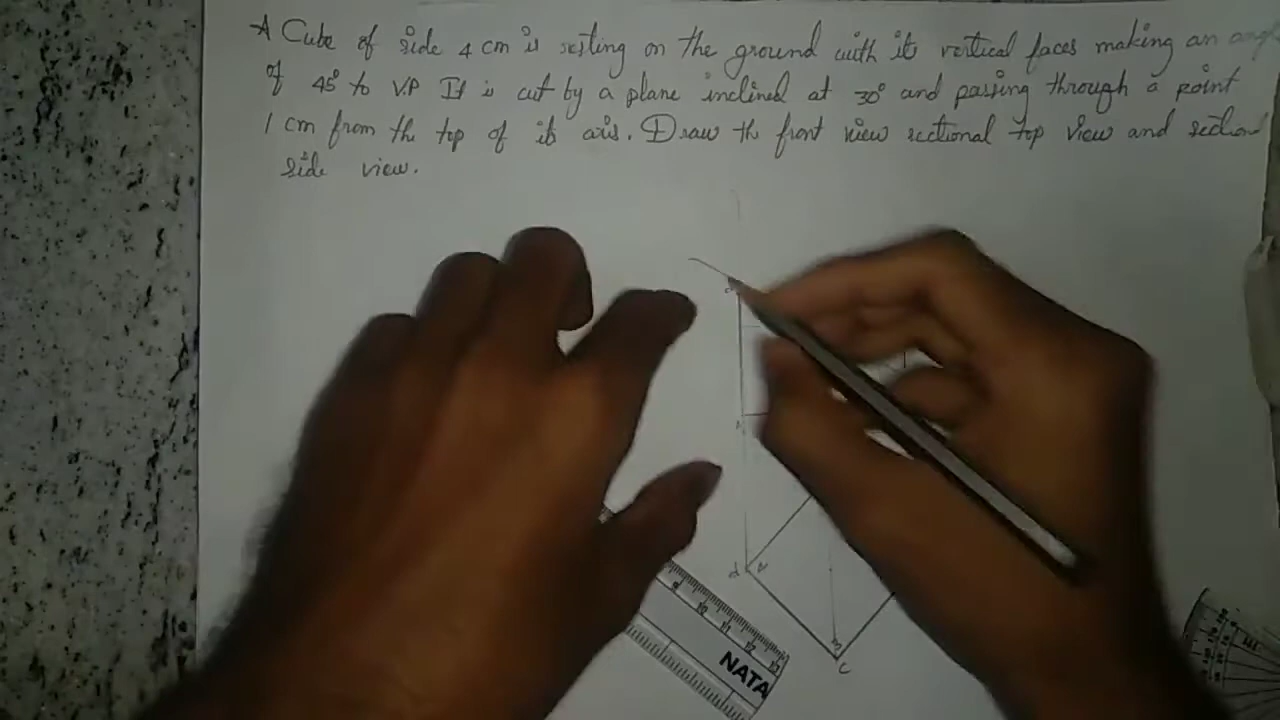 A Cube of side 4 cm is resting on the ground with its vertical faces making an angle
of 45° to V.P It is cut by a plane inclined at 30° and passing through a point
1 cm from the top of its axis. Draw the front view sectional top view and section
side view.
NATA
d
c